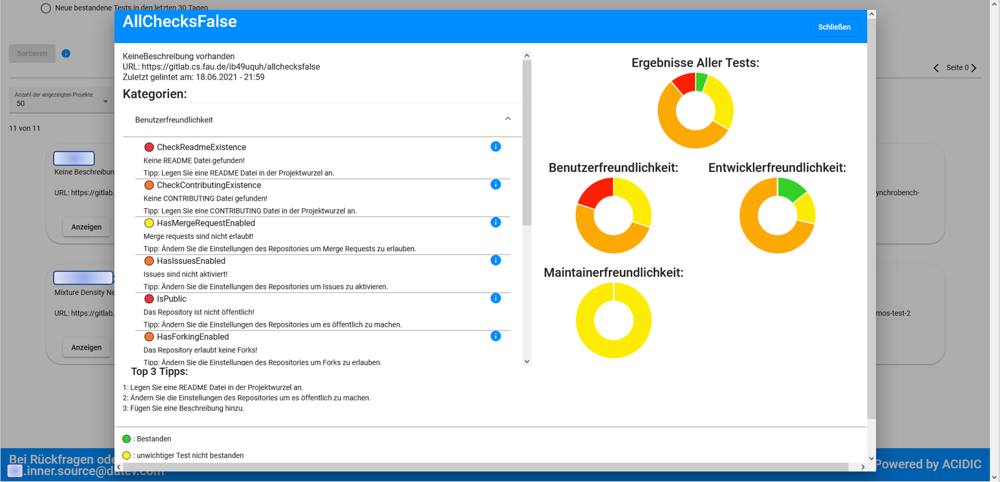 Neue bestandene Tests in den letzten 30 Tagen
AllChecksFalse
Schließen
Sortieren
Seite 0
Anzahl der angezeigten Projekte
50
11 von 11
KeineBeschreibung vorhanden
URL: https://gitlab.cs.fau.de/ib49uquh/allchecksfalse
Zuletzt gelintet am: 18.06.2021 - 21:59
Kategorien:
Benutzerfreundlichkeit
CheckReadmeExistence
Keine README Datei gefunden!
Tipp: Legen Sie eine README Datei in der Projektwurzel an.
CheckContributingExistence
Keine CONTRIBUTING Datei gefunden!
Tipp: Legen Sie eine CONTRIBUTING Datei in der Projektwurzel an.
HasMergeRequestEnabled
Merge requests sind nicht erlaubt!
Tipp: Ändern Sie die Einstellungen des Repositories um Merge Requests zu erlauben.
HasIssuesEnabled
Issues sind nicht aktiviert!
Tipp: Ändern Sie die Einstellungen des Repositories um Issues zu aktivieren.
IsPublic
Das Repository ist nicht öffentlich!
Tipp: Ändern Sie die Einstellungen des Repositories um es öffentlich zu machen.
HasForkingEnabled
Das Repository erlaubt keine Forks!
Tipp: Ändern Sie die Einstellungen des Repositories um Forks zu erlauben.
Top 3 Tipps:
1: Legen Sie eine README Datei in der Projektwurzel an.
2: Ändern Sie die Einstellungen des Repositories um es öffentlich zu machen.
3: Fügen Sie eine Beschreibung hinzu.
: Bestanden
: unwichtiger Test nicht bestanden
Ergebnisse Aller Tests:
Benutzerfreundlichkeit:
Entwicklerfreundlichkeit:
Maintainerfreundlichkeit:
Keine Beschreibun
URL: https://gitlab.
Anzeigen
Mixture Density Ne
URL: https://gitlab.
Anzeigen
ynchrobench-
mos-test-2
Bei Rückfragen ode
.inner.source@datev.com
Powered by ACIDIC